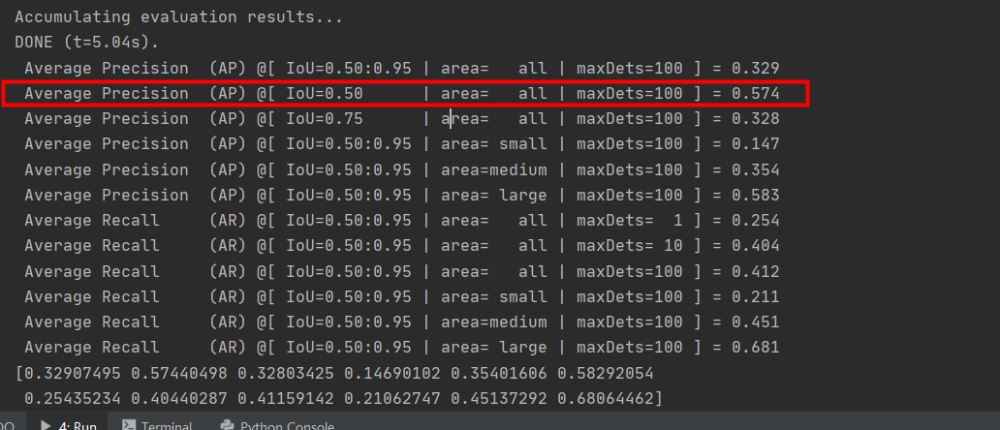 Accumulating evaluation results...
DONE (t=5.04s).
 Average Precision  (AP) @[ IoU=0.50:0.95 | area=   all | maxDets=100 ] = 0.329
 Average Precision  (AP) @[ IoU=0.50      | area=   all | maxDets=100 ] = 0.574
 Average Precision  (AP) @[ IoU=0.75      | area=   all | maxDets=100 ] = 0.328
 Average Precision  (AP) @[ IoU=0.50:0.95 | area= small | maxDets=100 ] = 0.147
 Average Precision  (AP) @[ IoU=0.50:0.95 | area=medium | maxDets=100 ] = 0.354
 Average Precision  (AP) @[ IoU=0.50:0.95 | area= large | maxDets=100 ] = 0.583
 Average Recall     (AR) @[ IoU=0.50:0.95 | area=   all | maxDets=  1 ] = 0.254
 Average Recall     (AR) @[ IoU=0.50:0.95 | area=   all | maxDets= 10 ] = 0.404
 Average Recall     (AR) @[ IoU=0.50:0.95 | area=   all | maxDets=100 ] = 0.412
 Average Recall     (AR) @[ IoU=0.50:0.95 | area= small | maxDets=100 ] = 0.211
 Average Recall     (AR) @[ IoU=0.50:0.95 | area=medium | maxDets=100 ] = 0.451
 Average Recall     (AR) @[ IoU=0.50:0.95 | area= large | maxDets=100 ] = 0.681
[0.32907495 0.57440498 0.32803425 0.14690102 0.35401606 0.58292054
 0.25435234 0.40440287 0.41159142 0.21062747 0.45137292 0.68064462]
4: Run Terminal Python Console